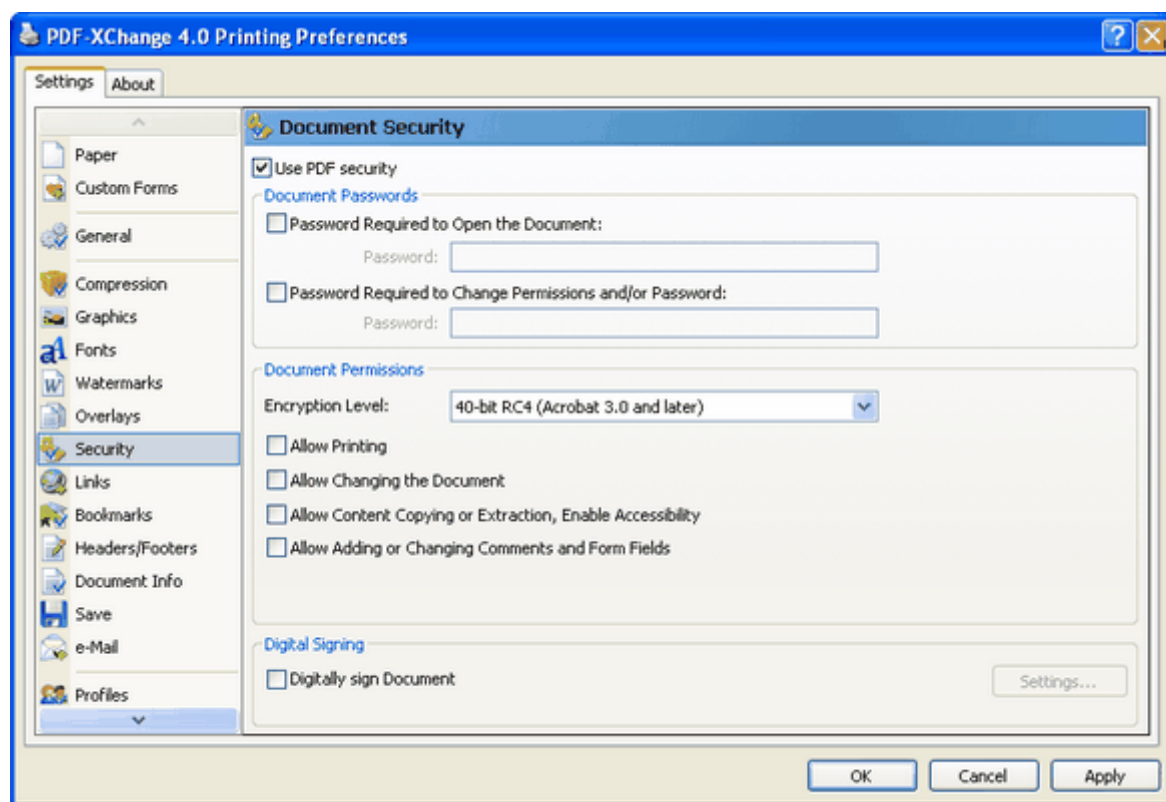 PDF-XChange 4.0 Printing Preferences
Settings
About
Paper
Custom Forms
General
Compression
Graphics
Fonts
Watermarks
Overlays
Security
Links
Bookmarks
Headers/Footers
Document Info
Save
e-Mail
Profiles
Document Security
Use PDF security
Document Passwords
Password Required to Open the Document:
Password:
Password Required to Change Permissions and/or Password:
Password:
Document Permissions
Encryption Level: 40-bit RC4 (Acrobat 3.0 and later)
Allow Printing
Allow Changing the Document
Allow Content Copying or Extraction, Enable Accessibility
Allow Adding or Changing Comments and Form Fields
Digital Signing
Digitally sign Document
Settings...
OK
Cancel
Apply